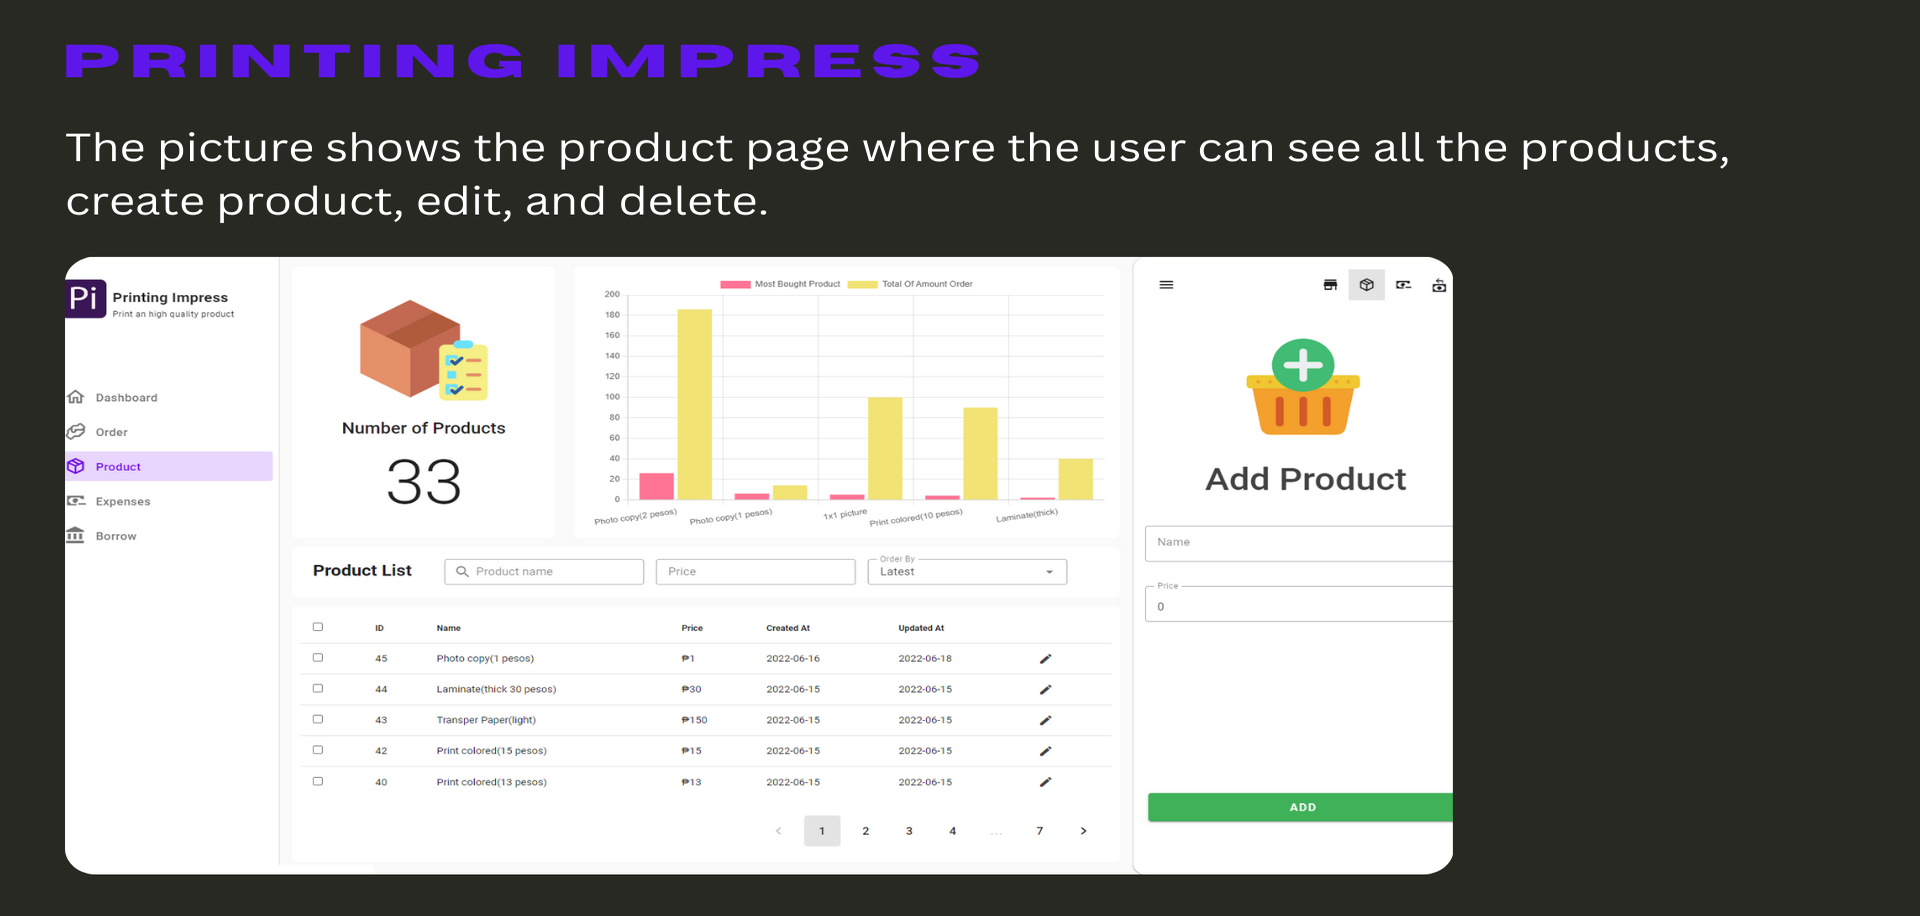 PRINTING IMPRESS
The picture shows the product page where the user can see all the products,
create product, edit, and delete.
Pi
Printing Impress
Print an high quality product
Dashboard
Order
Product
Expenses
Borrow
Number of Products
33
Most Bought Product
Total Of Amount Order
200
180
160
140
120
100
80
60
40
20
0
Photo copy(2 pesos)
Photo copy(1 pesos)
1x1 picture
Print colored(10 pesos)
Laminate(thick)
Product List
Product name
Price
Order By
Latest
ID Name Price Created At Updated At
45 Photo copy(1 pesos) ₱1 2022-06-16 2022-06-18
44 Laminate(thick 30 pesos) ₱30 2022-06-15 2022-06-15
43 Transper Paper(light) ₱150 2022-06-15 2022-06-15
42 Print colored(15 pesos) ₱15 2022-06-15 2022-06-15
40 Print colored(13 pesos) ₱13 2022-06-15 2022-06-15
< 1 2 3 4 ... 7 >
Add Product
Name
Price
0
ADD